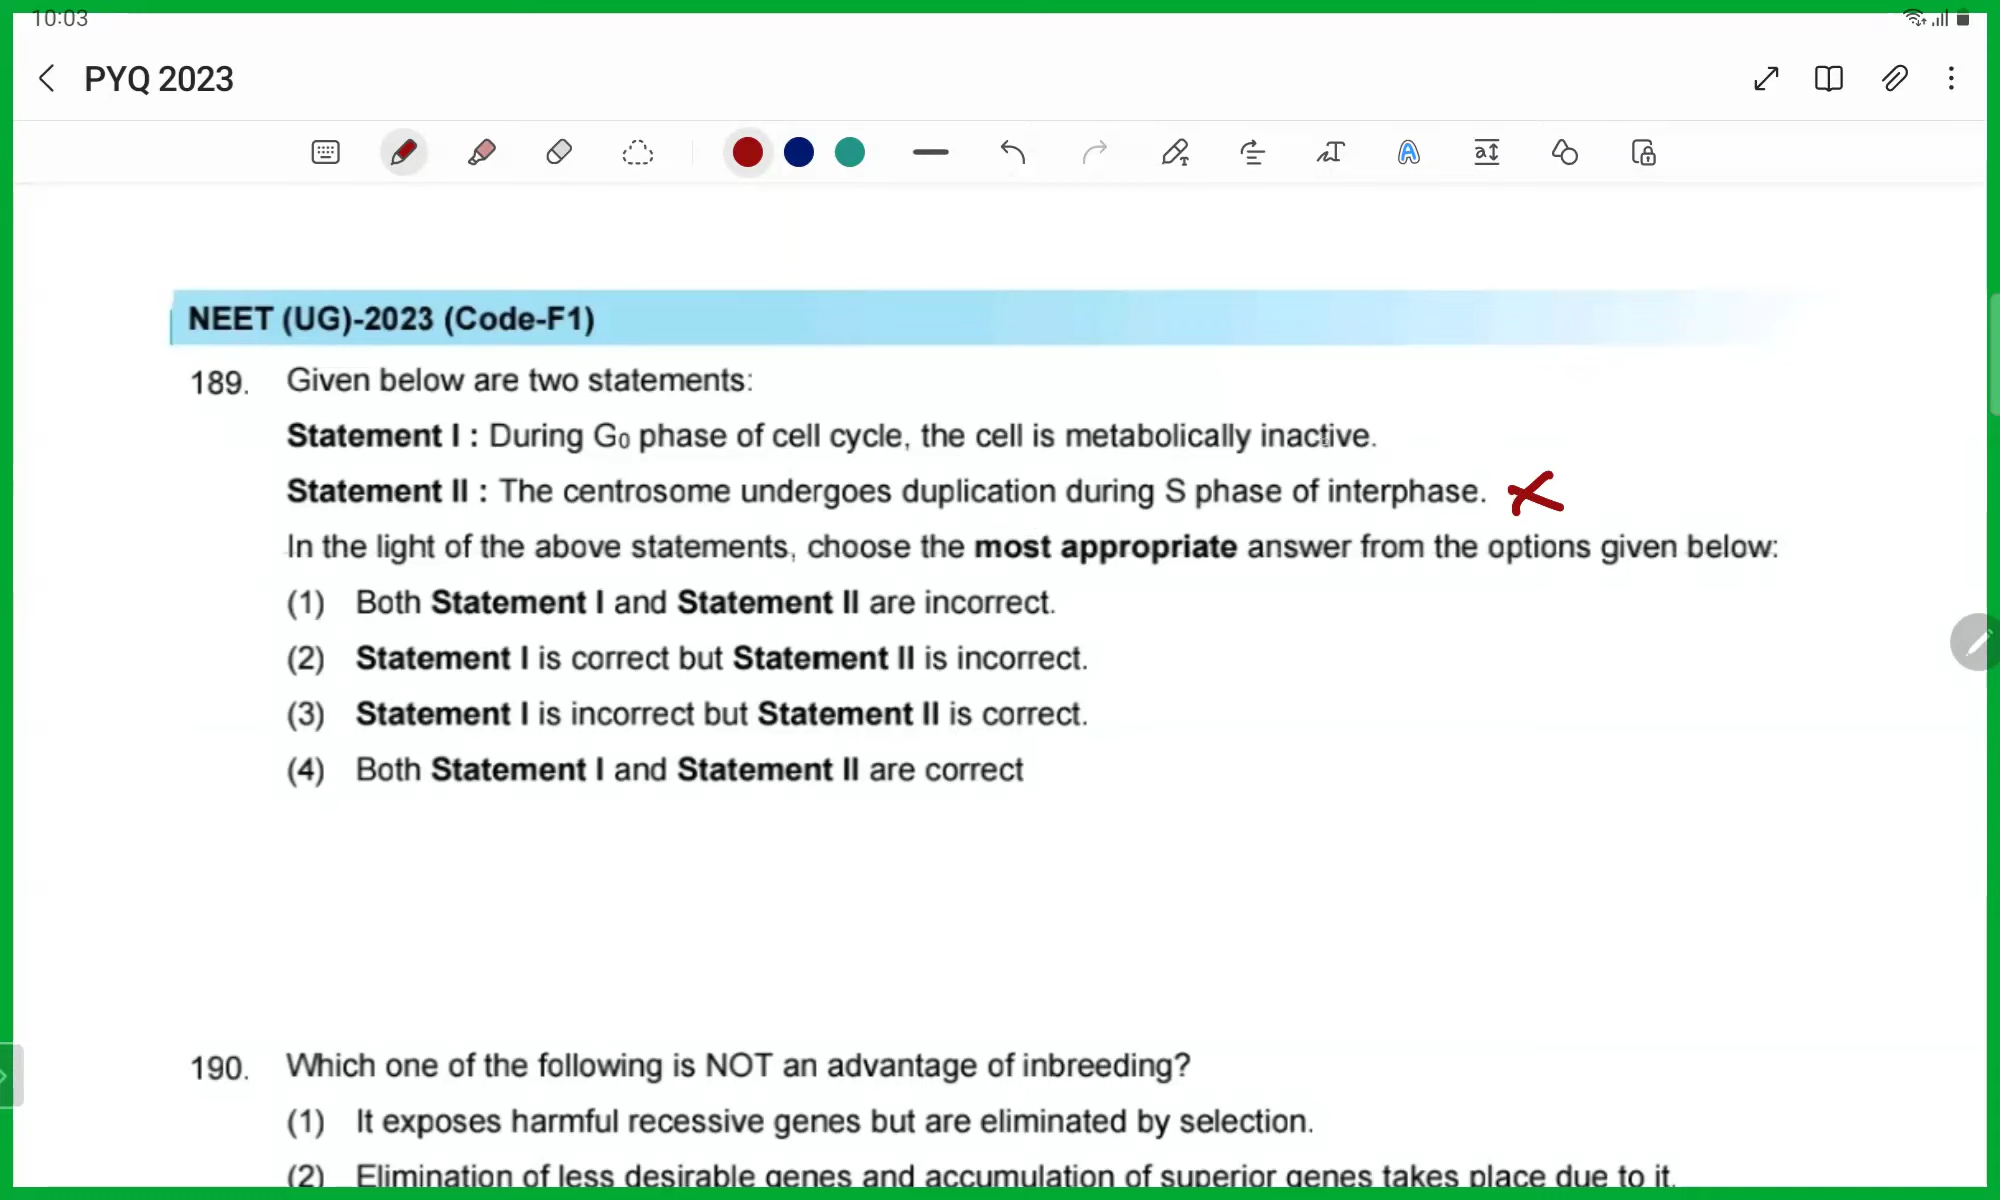 10:03
PYQ 2023
NEET (UG)-2023 (Code-F1)
189. Given below are two statements:
Statement I : During G₀ phase of cell cycle, the cell is metabolically inactive.
Statement II : The centrosome undergoes duplication during S phase of interphase.
In the light of the above statements, choose the most appropriate answer from the options given below:
(1) Both Statement I and Statement II are incorrect.
(2) Statement I is correct but Statement II is incorrect.
(3) Statement I is incorrect but Statement II is correct.
(4) Both Statement I and Statement II are correct
190. Which one of the following is NOT an advantage of inbreeding?
(1) It exposes harmful recessive genes but are eliminated by selection.
(2) Elimination of less desirable genes and accumulation of superior genes takes place due to it.